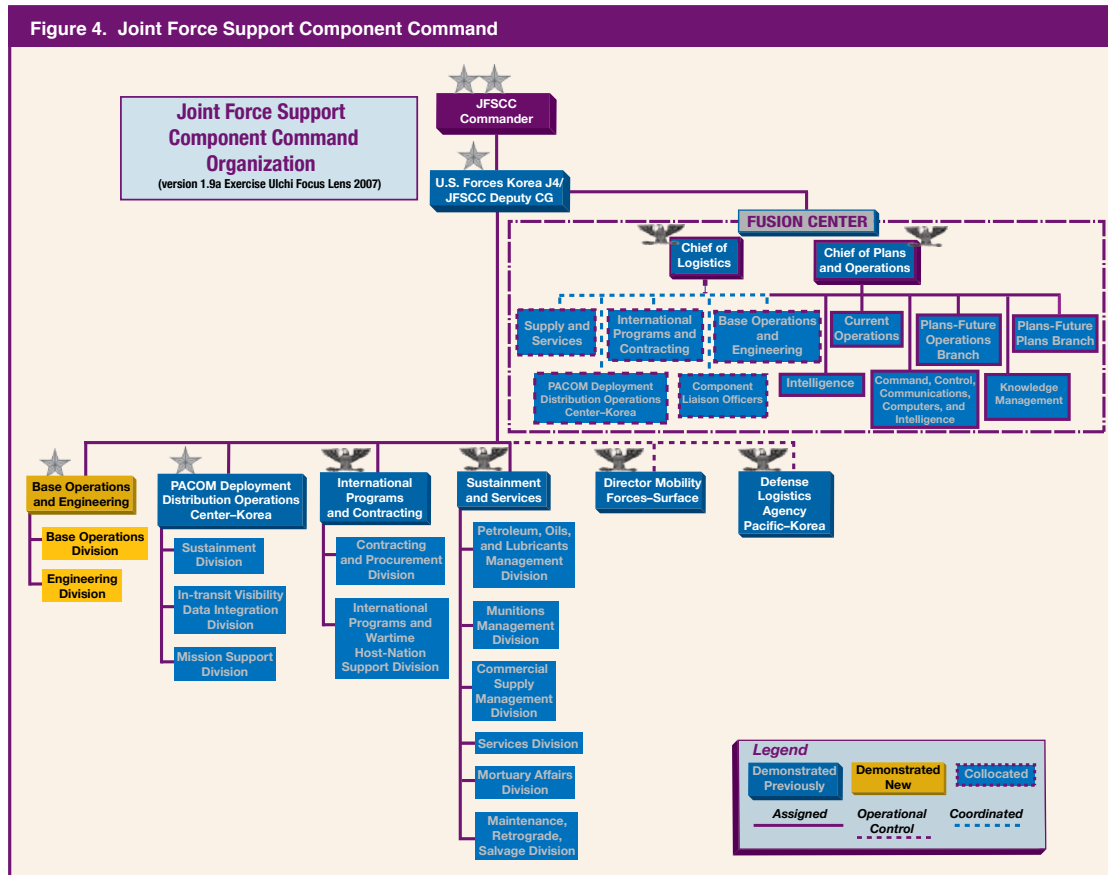 Figure 4.  Joint Force Support Component Command
Joint Force Support
Component Command
Organization
(version 1.9a Exercise Ulchi Focus Lens 2007)
JFSCC
Commander
U.S. Forces Korea J4/
JFSCC Deputy CG
FUSION CENTER
Chief of
Logistics
Chief of Plans
and Operations
Supply and
Services
International
Programs and
Contracting
Base Operations
and
Engineering
Current
Operations
Plans-Future
Operations
Branch
Plans-Future
Plans Branch
PACOM Deployment
Distribution Operations
Center–Korea
Component
Liaison Officers
Intelligence
Command, Control,
Communications,
Computers, and
Intelligence
Knowledge
Management
Base Operations
and Engineering
Base Operations
Division
Engineering
Division
PACOM Deployment
Distribution Operations
Center–Korea
Sustainment
Division
In-transit Visibility
Data Integration
Division
Mission Support
Division
International
Programs
and Contracting
Contracting
and Procurement
Division
International
Programs and
Wartime
Host-Nation
Support Division
Sustainment
and Services
Petroleum, Oils,
and Lubricants
Management
Division
Munitions
Management
Division
Commercial
Supply
Management
Division
Services Division
Mortuary Affairs
Division
Maintenance,
Retrograde,
Salvage Division
Director Mobility
Forces–Surface
Defense
Logistics
Agency
Pacific–Korea
Legend
Demonstrated
Previously
Demonstrated
New
Collocated
Assigned
Operational
Control
Coordinated